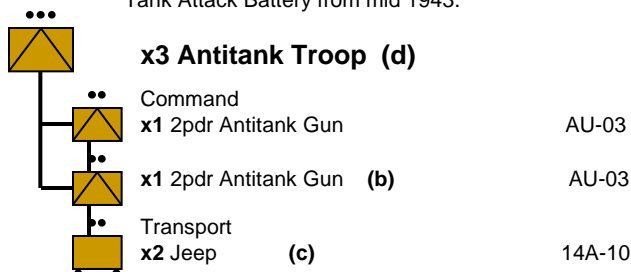 Tank Attack Battery from mid 1943.
x3 Antitank Troop (d)
Command
x1 2pdr Antitank Gun AU-03
x1 2pdr Antitank Gun (b) AU-03
Transport
x2 Jeep (c) 14A-10